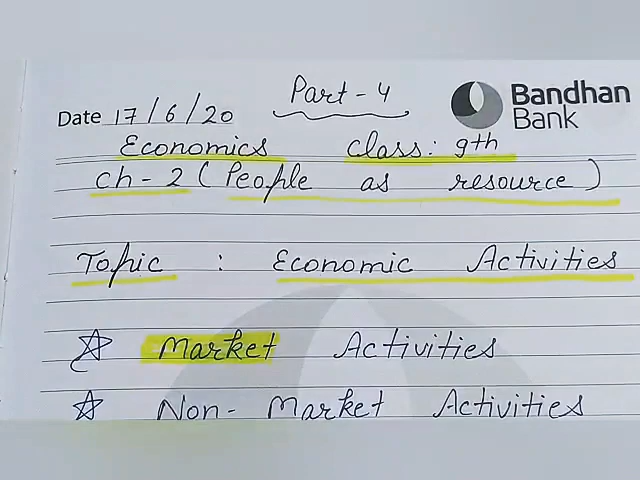 Part - 4
Bandhan
Bank
Date 17/6/20
Economics class: 9th
ch - 2 (People as resource)
Topic : Economic Activities
☆ Market Activities
☆ Non- Market Activities